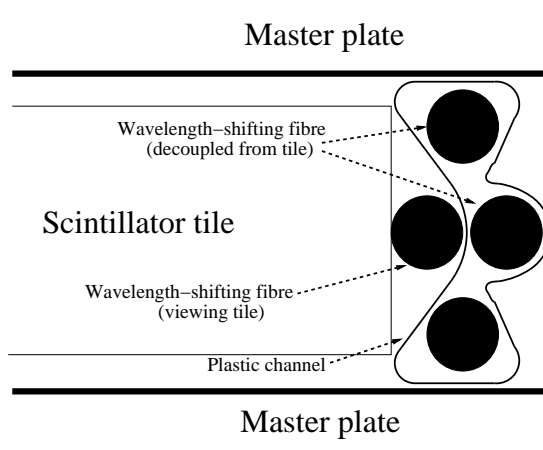 Master plate
Wavelength−shifting fibre
(decoupled from tile)
Scintillator tile
Wavelength−shifting fibre
(viewing tile)
Plastic channel
Master plate